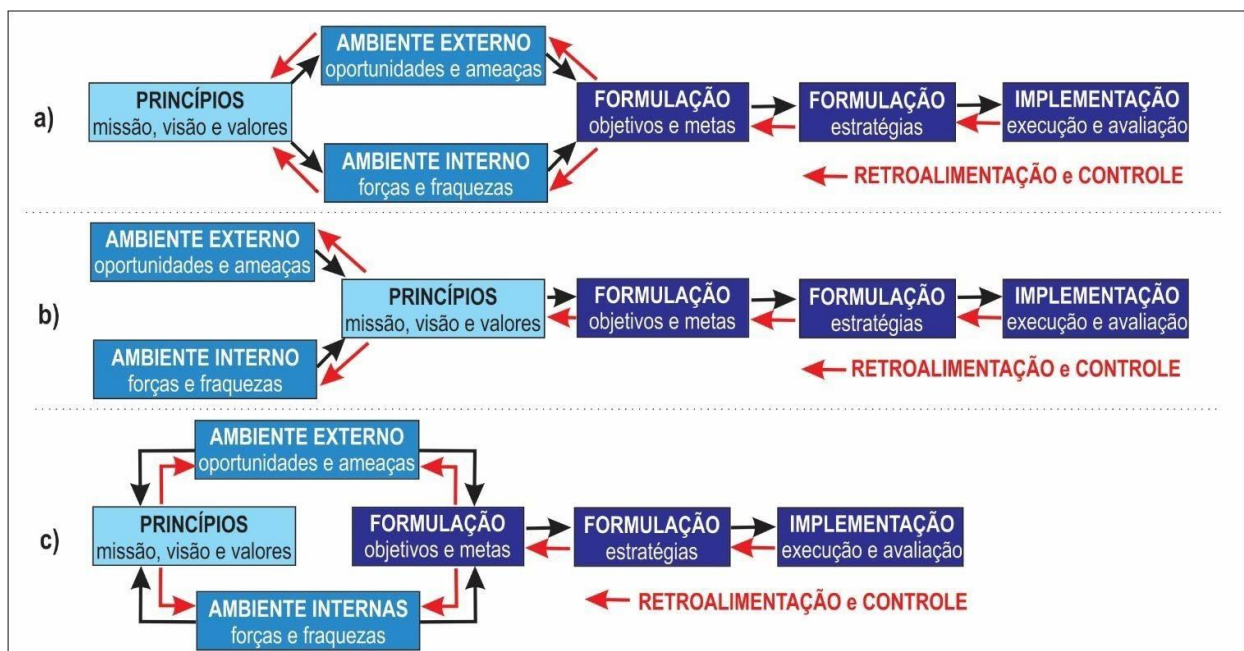 a)
PRINCÍPIOS
missão, visão e valores
AMBIENTE EXTERNO
oportunidades e ameaças
AMBIENTE INTERNO
forças e fraquezas
FORMULAÇÃO
objetivos e metas
FORMULAÇÃO
estratégias
IMPLEMENTAÇÃO
execução e avaliação
RETROALIMENTAÇÃO e CONTROLE
b)
AMBIENTE EXTERNO
oportunidades e ameaças
AMBIENTE INTERNO
forças e fraquezas
PRINCÍPIOS
missão, visão e valores
FORMULAÇÃO
objetivos e metas
FORMULAÇÃO
estratégias
IMPLEMENTAÇÃO
execução e avaliação
RETROALIMENTAÇÃO e CONTROLE
c)
AMBIENTE EXTERNO
oportunidades e ameaças
PRINCÍPIOS
missão, visão e valores
AMBIENTE INTERNAS
forças e fraquezas
FORMULAÇÃO
objetivos e metas
FORMULAÇÃO
estratégias
IMPLEMENTAÇÃO
execução e avaliação
RETROALIMENTAÇÃO e CONTROLE